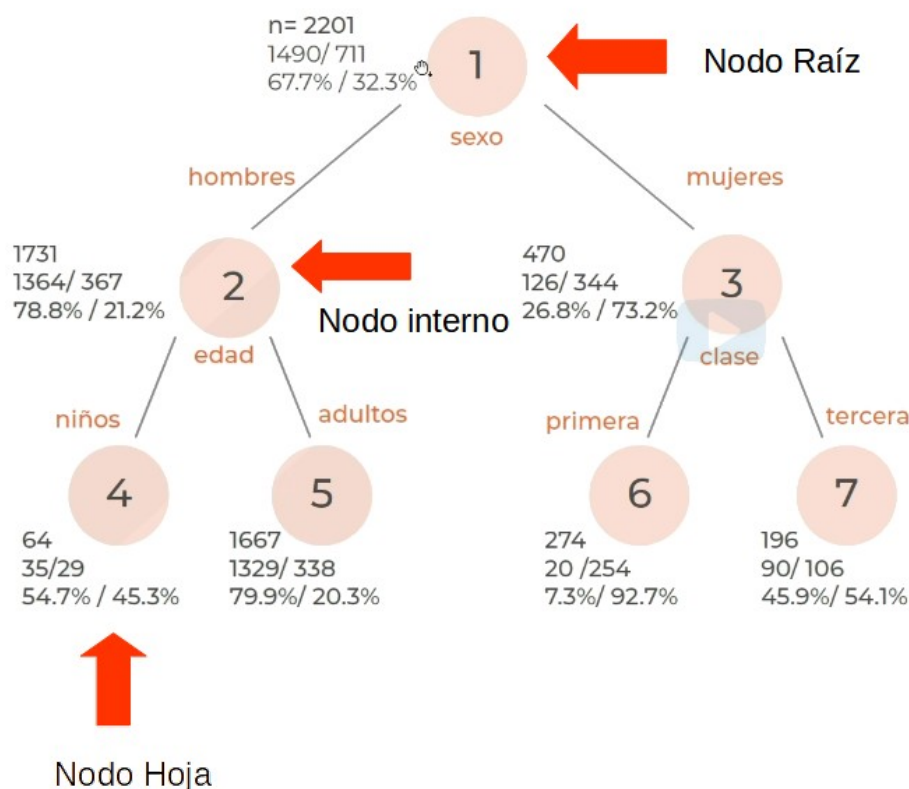 n= 2201
1490/ 711
67.7% / 32.3%
1
Nodo Raíz
sexo
hombres
mujeres
1731
1364/ 367
78.8% / 21.2%
2
Nodo interno
edad
470
126/ 344
26.8% / 73.2%
3
clase
niños
adultos
primera
tercera
4
64
35/29
54.7% / 45.3%
5
1667
1329/ 338
79.9%/ 20.3%
6
274
20 /254
7.3%/ 92.7%
7
196
90/ 106
45.9%/ 54.1%
Nodo Hoja